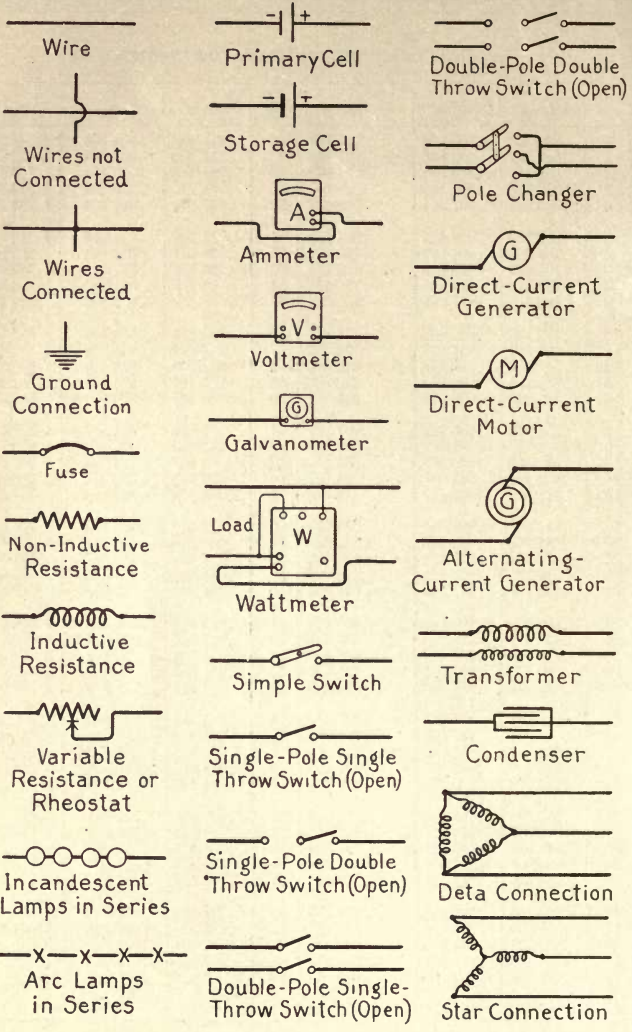 Wire
Wires not
Connected
Wires
Connected
Ground
Connection
Fuse
Non-Inductive
Resistance
Inductive
Resistance
Variable
Resistance or
Rheostat
Incandescent
Lamps in Series
Arc Lamps
in Series
- +
Primary Cell
- +
Storage Cell
A
Ammeter
V
Voltmeter
G
Galvanometer
Load
W
Wattmeter
Simple Switch
Single-Pole Single
Throw Switch (Open)
Single-Pole Double
Throw Switch (Open)
Double-Pole Single-
Throw Switch (Open)
Double-Pole Double
Throw Switch (Open)
Pole Changer
G
Direct-Current
Generator
M
Direct-Current
Motor
G
Alternating-
Current Generator
Transformer
Condenser
Deta Connection
Star Connection